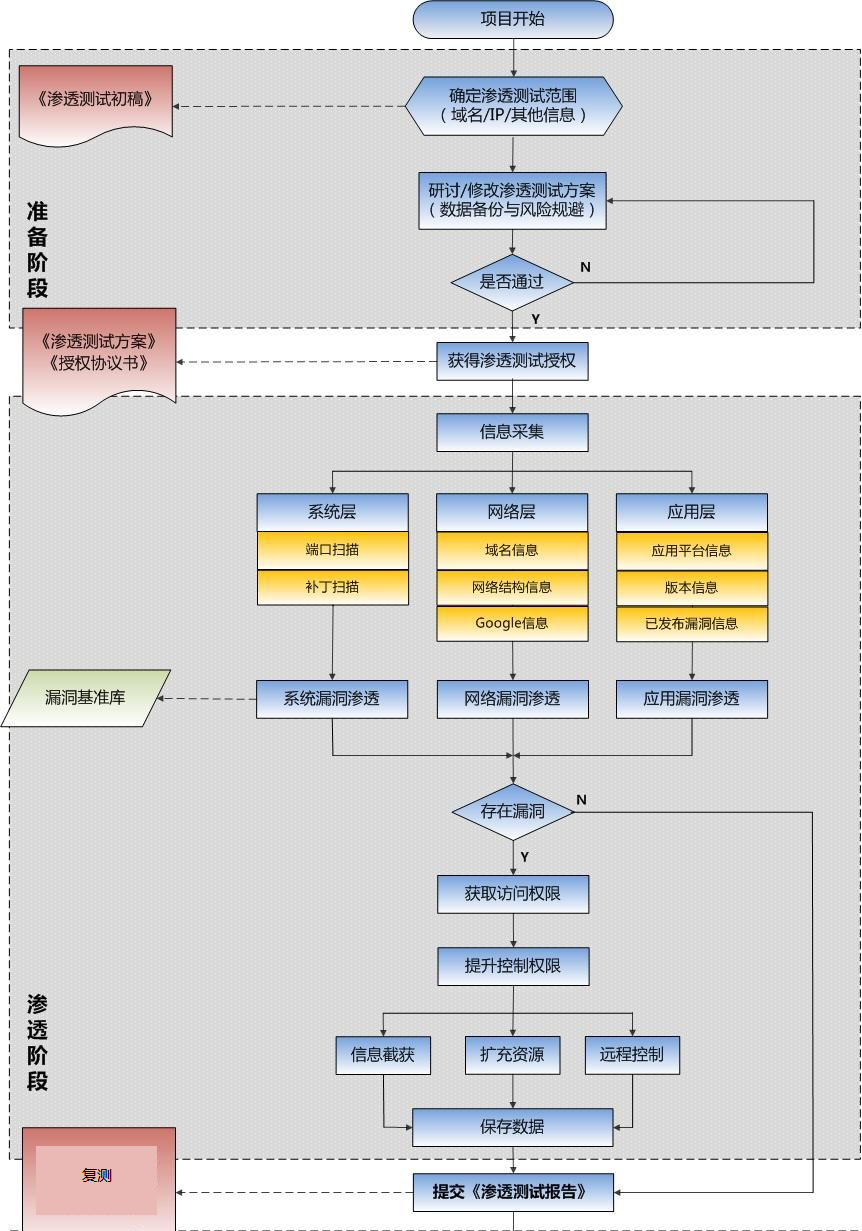 项目开始
《渗透测试初稿》
确定渗透测试范围
（域名/IP/其他信息）
研讨/修改渗透测试方案
（数据备份与风险规避）
准备阶段
是否通过
N
Y
《渗透测试方案》
《授权协议书》
获得渗透测试授权
信息采集
系统层
网络层
应用层
端口扫描
域名信息
应用平台信息
补丁扫描
网络结构信息
版本信息
Google信息
已发布漏洞信息
漏洞基准库
系统漏洞渗透
网络漏洞渗透
应用漏洞渗透
存在漏洞
N
Y
获取访问权限
提升控制权限
渗透阶段
信息截获
扩充资源
远程控制
保存数据
复测
提交《渗透测试报告》